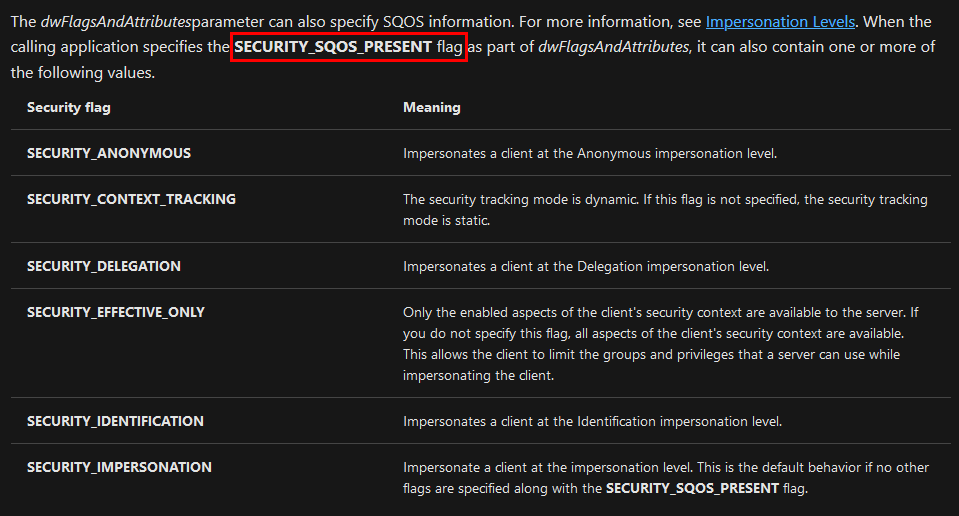 The dwFlagsAndAttributesparameter can also specify SQOS information. For more information, see Impersonation Levels. When the
calling application specifies the SECURITY_SQOS_PRESENT flag as part of dwFlagsAndAttributes, it can also contain one or more of
the following values.
Security flag Meaning
SECURITY_ANONYMOUS Impersonates a client at the Anonymous impersonation level.
SECURITY_CONTEXT_TRACKING The security tracking mode is dynamic. If this flag is not specified, the security tracking
mode is static.
SECURITY_DELEGATION Impersonates a client at the Delegation impersonation level.
SECURITY_EFFECTIVE_ONLY Only the enabled aspects of the client's security context are available to the server. If
you do not specify this flag, all aspects of the client's security context are available.
This allows the client to limit the groups and privileges that a server can use while
impersonating the client.
SECURITY_IDENTIFICATION Impersonates a client at the Identification impersonation level.
SECURITY_IMPERSONATION Impersonate a client at the impersonation level. This is the default behavior if no other
flags are specified along with the SECURITY_SQOS_PRESENT flag.